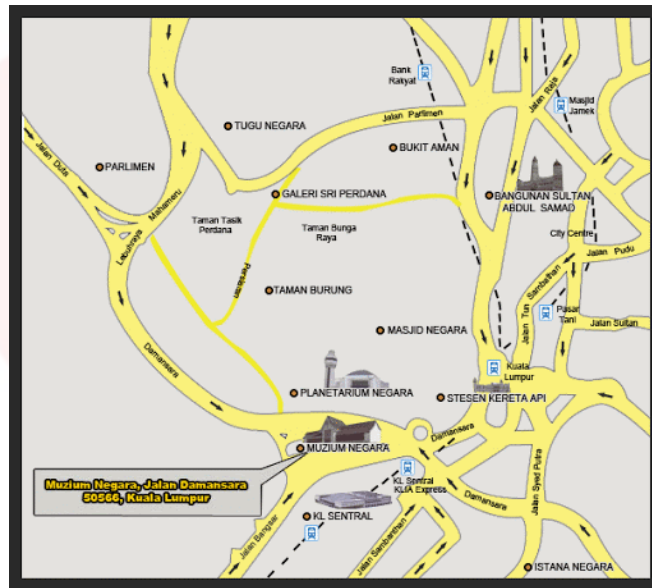 Bank
Rakyat
Jalan Raja
Masjid
Jamek
Jalan Parlimen
TUGU NEGARA
BUKIT AMAN
Jalan Duta
PARLIMEN
GALERI SRI PERDANA
BANGUNAN SULTAN
ABDUL SAMAD
Lebuhraya Mahameru
Taman Tasik
Perdana
Taman Bunga
Raya
City Centre
Jalan Pudu
Persiaran
TAMAN BURUNG
Jalan Tun Sambathan
Pasar
Tani
Jalan Sultan
MASJID NEGARA
Damansara
Kuala
Lumpur
PLANETARIUM NEGARA
STESEN KERETA API
Damansara
MUZIUM NEGARA
Muzium Negara, Jalan Damansara
50566, Kuala Lumpur
KL Sentral
KLIA Express
Damansara
Jalan Syed Putra
KL SENTRAL
Jalan Bangsar
Jalan Sambanthan
ISTANA NEGARA